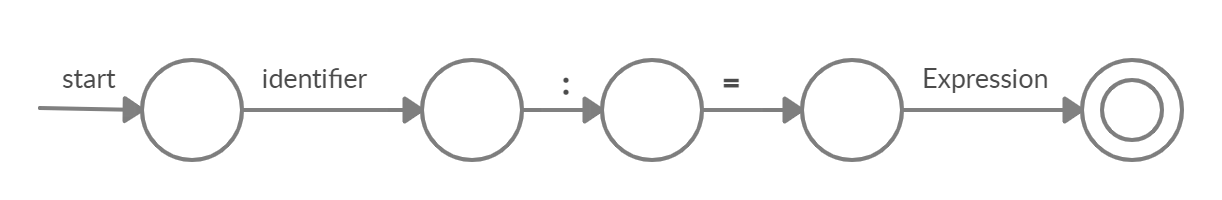 start identifier : = Expression